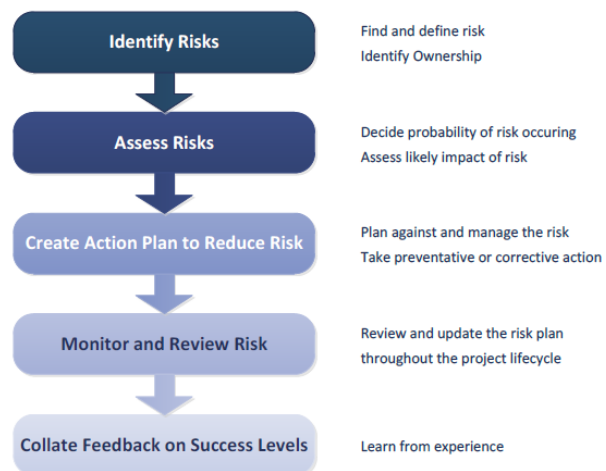 Identify Risks
Find and define risk
Identify Ownership
Assess Risks
Decide probability of risk occuring
Assess likely impact of risk
Create Action Plan to Reduce Risk
Plan against and manage the risk
Take preventative or corrective action
Monitor and Review Risk
Review and update the risk plan
throughout the project lifecycle
Collate Feedback on Success Levels
Learn from experience